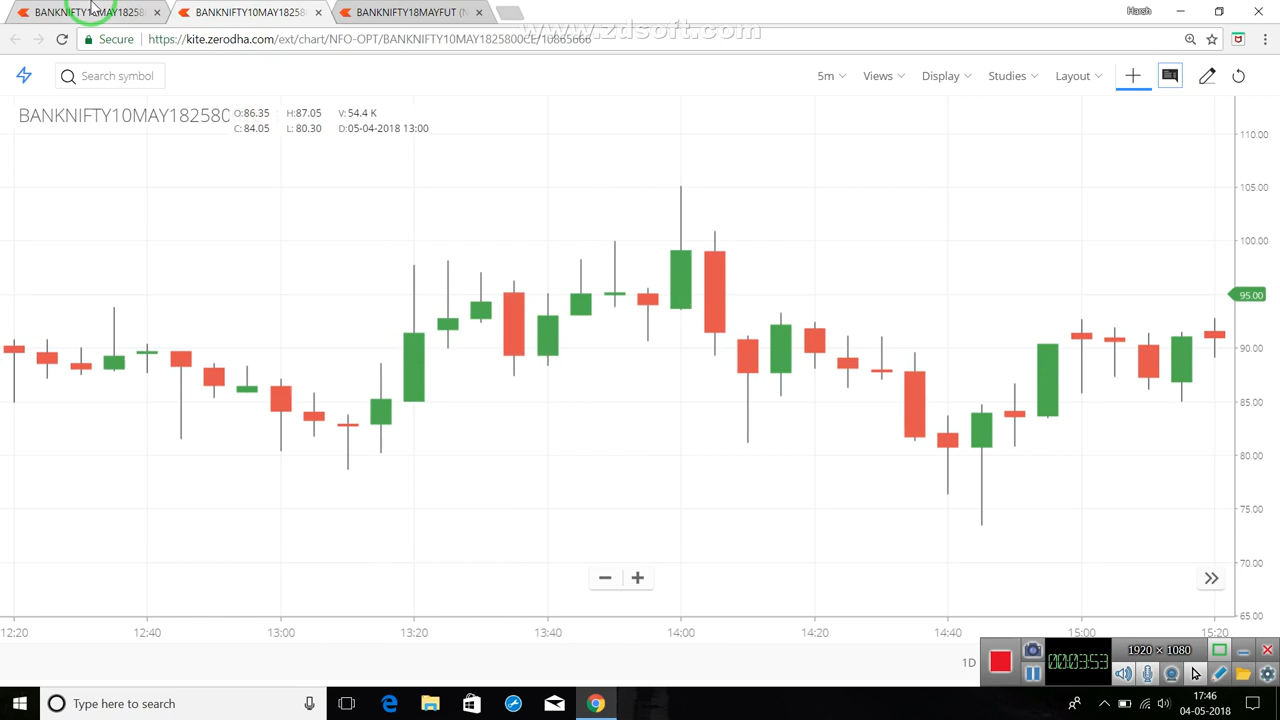 BANKNIFTY10MAY18258
BANKNIFTY10MAY18258
BANKNIFTY18MAYFUT (N
Harsh
www.zdsoft.com
Secure
https://kite.zerodha.com/ext/chart/NFO-OPT/BANKNIFTY10MAY1825800CE/10865666
Search symbol
5m
Views
Display
Studies
Layout
BANKNIFTY10MAY182580
O:86.35 H:87.05 V:54.4 K
C: 84.05 L: 80.30 D:05-04-2018 13:00
110.00
105.00
100.00
95.00
90.00
85.00
80.00
75.00
70.00
65.00
12:20 12:40 13:00 13:20 13:40 14:00 14:20 14:40 15:00 15:20
1D
00:03:53
1920 × 1080
Type here to search
17:46
04-05-2018